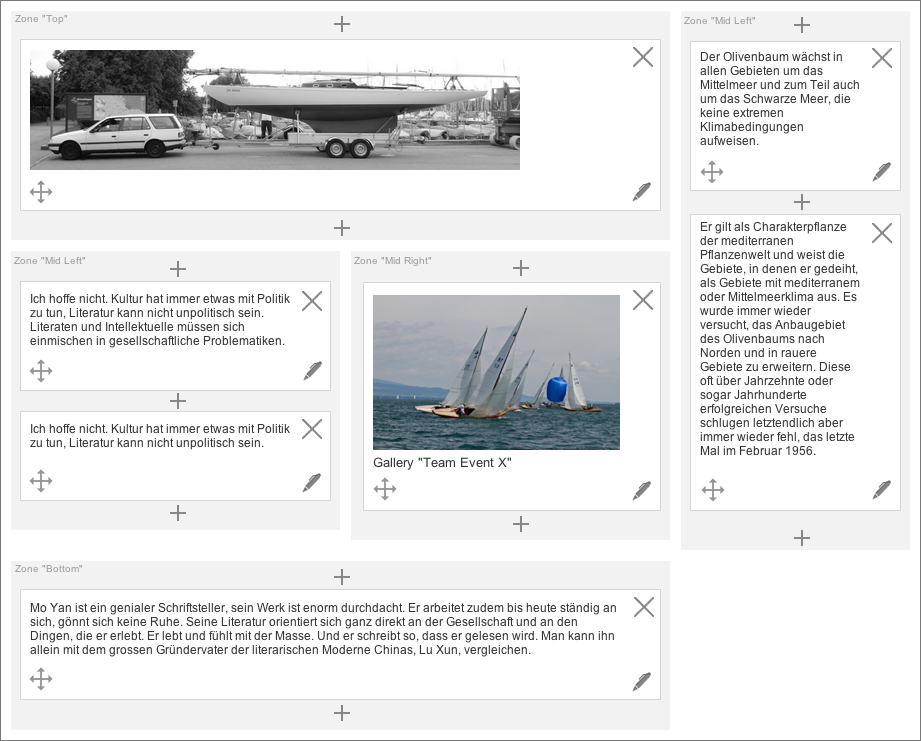 Zone "Top"
Zone "Mid Left"
Ich hoffe nicht. Kultur hat immer etwas mit Politik
zu tun, Literatur kann nicht unpolitisch sein.
Literaten und Intellektuelle müssen sich
einmischen in gesellschaftliche Problematiken.
Ich hoffe nicht. Kultur hat immer etwas mit Politik
zu tun, Literatur kann nicht unpolitisch sein.
Zone "Mid Right"
Gallery "Team Event X"
Zone "Mid Left"
Der Olivenbaum wächst in
allen Gebieten um das
Mittelmeer und zum Teil auch
um das Schwarze Meer, die
keine extremen
Klimabedingungen
aufweisen.
Er gilt als Charakterpflanze
der mediterranen
Pflanzenwelt und weist die
Gebiete, in denen er gedeiht,
als Gebiete mit mediterranem
oder Mittelmeerklima aus. Es
wurde immer wieder
versucht, das Anbaugebiet
des Olivenbaums nach
Norden und in rauere
Gebiete zu erweitern. Diese
oft über Jahrzehnte oder
sogar Jahrhunderte
erfolgreichen Versuche
schlugen letztendlich aber
immer wieder fehl, das letzte
Mal im Februar 1956.
Zone "Bottom"
Mo Yan ist ein genialer Schriftsteller, sein Werk ist enorm durchdacht. Er arbeitet zudem bis heute ständig an
sich, gönnt sich keine Ruhe. Seine Literatur orientiert sich ganz direkt an der Gesellschaft und an den
Dingen, die er erlebt. Er lebt und fühlt mit der Masse. Und er schreibt so, dass er gelesen wird. Man kann ihn
allein mit dem grossen Gründervater der literarischen Moderne Chinas, Lu Xun, vergleichen.